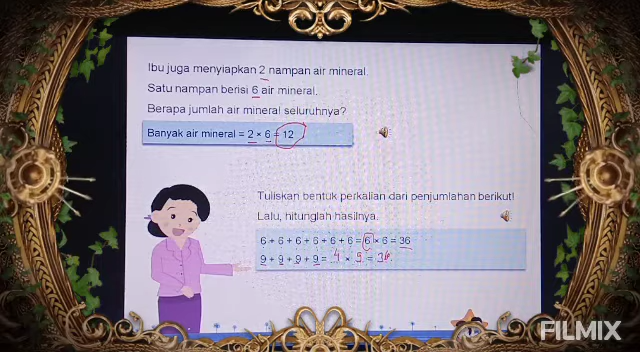 Ibu juga menyiapkan 2 nampan air mineral.
Satu nampan berisi 6 air mineral.
Berapa jumlah air mineral seluruhnya?
Banyak air mineral = 2 × 6 = 12
Tuliskan bentuk perkalian dari penjumlahan berikut!
Lalu, hitunglah hasilnya.
6 + 6 + 6 + 6 + 6 + 6 = 6 × 6 = 36
9 + 9 + 9 + 9 = 4 × 9 = 36
FILMIX